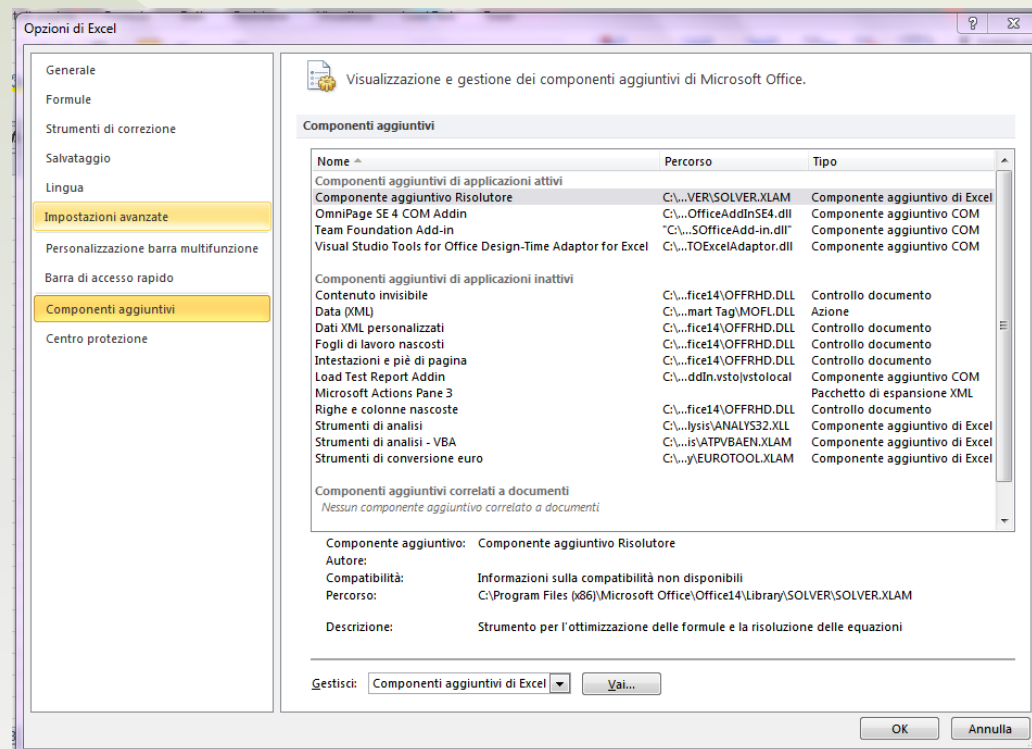 Opzioni di Excel
Generale
Formule
Strumenti di correzione
Salvataggio
Lingua
Impostazioni avanzate
Personalizzazione barra multifunzione
Barra di accesso rapido
Componenti aggiuntivi
Centro protezione
Visualizzazione e gestione dei componenti aggiuntivi di Microsoft Office.
Componenti aggiuntivi
Nome Percorso Tipo
Componenti aggiuntivi di applicazioni attivi
Componente aggiuntivo Risolutore C:\...VER\SOLVER.XLAM Componente aggiuntivo di Excel
OmniPage SE 4 COM Addin C:\...OfficeAddInSE4.dll Componente aggiuntivo COM
Team Foundation Add-in "C:\...SOfficeAdd-in.dll" Componente aggiuntivo COM
Visual Studio Tools for Office Design-Time Adaptor for Excel C:\...TOExcelAdaptor.dll Componente aggiuntivo COM
Componenti aggiuntivi di applicazioni inattivi
Contenuto invisibile C:\...fice14\OFFRHD.DLL Controllo documento
Data (XML) C:\...mart Tag\MOFL.DLL Azione
Dati XML personalizzati C:\...fice14\OFFRHD.DLL Controllo documento
Fogli di lavoro nascosti C:\...fice14\OFFRHD.DLL Controllo documento
Intestazioni e piè di pagina C:\...fice14\OFFRHD.DLL Controllo documento
Load Test Report Addin C:\...ddIn.vsto|vstolocal Componente aggiuntivo COM
Microsoft Actions Pane 3 Pacchetto di espansione XML
Righe e colonne nascoste C:\...fice14\OFFRHD.DLL Controllo documento
Strumenti di analisi C:\...lysis\ANALYS32.XLL Componente aggiuntivo di Excel
Strumenti di analisi - VBA C:\...is\ATPVBAEN.XLAM Componente aggiuntivo di Excel
Strumenti di conversione euro C:\...y\EUROTOOL.XLAM Componente aggiuntivo di Excel
Componenti aggiuntivi correlati a documenti
Nessun componente aggiuntivo correlato a documenti
Componente aggiuntivo: Componente aggiuntivo Risolutore
Autore:
Compatibilità: Informazioni sulla compatibilità non disponibili
Percorso: C:\Program Files (x86)\Microsoft Office\Office14\Library\SOLVER\SOLVER.XLAM
Descrizione: Strumento per l'ottimizzazione delle formule e la risoluzione delle equazioni
Gestisci: Componenti aggiuntivi di Excel Vai...
OK Annulla